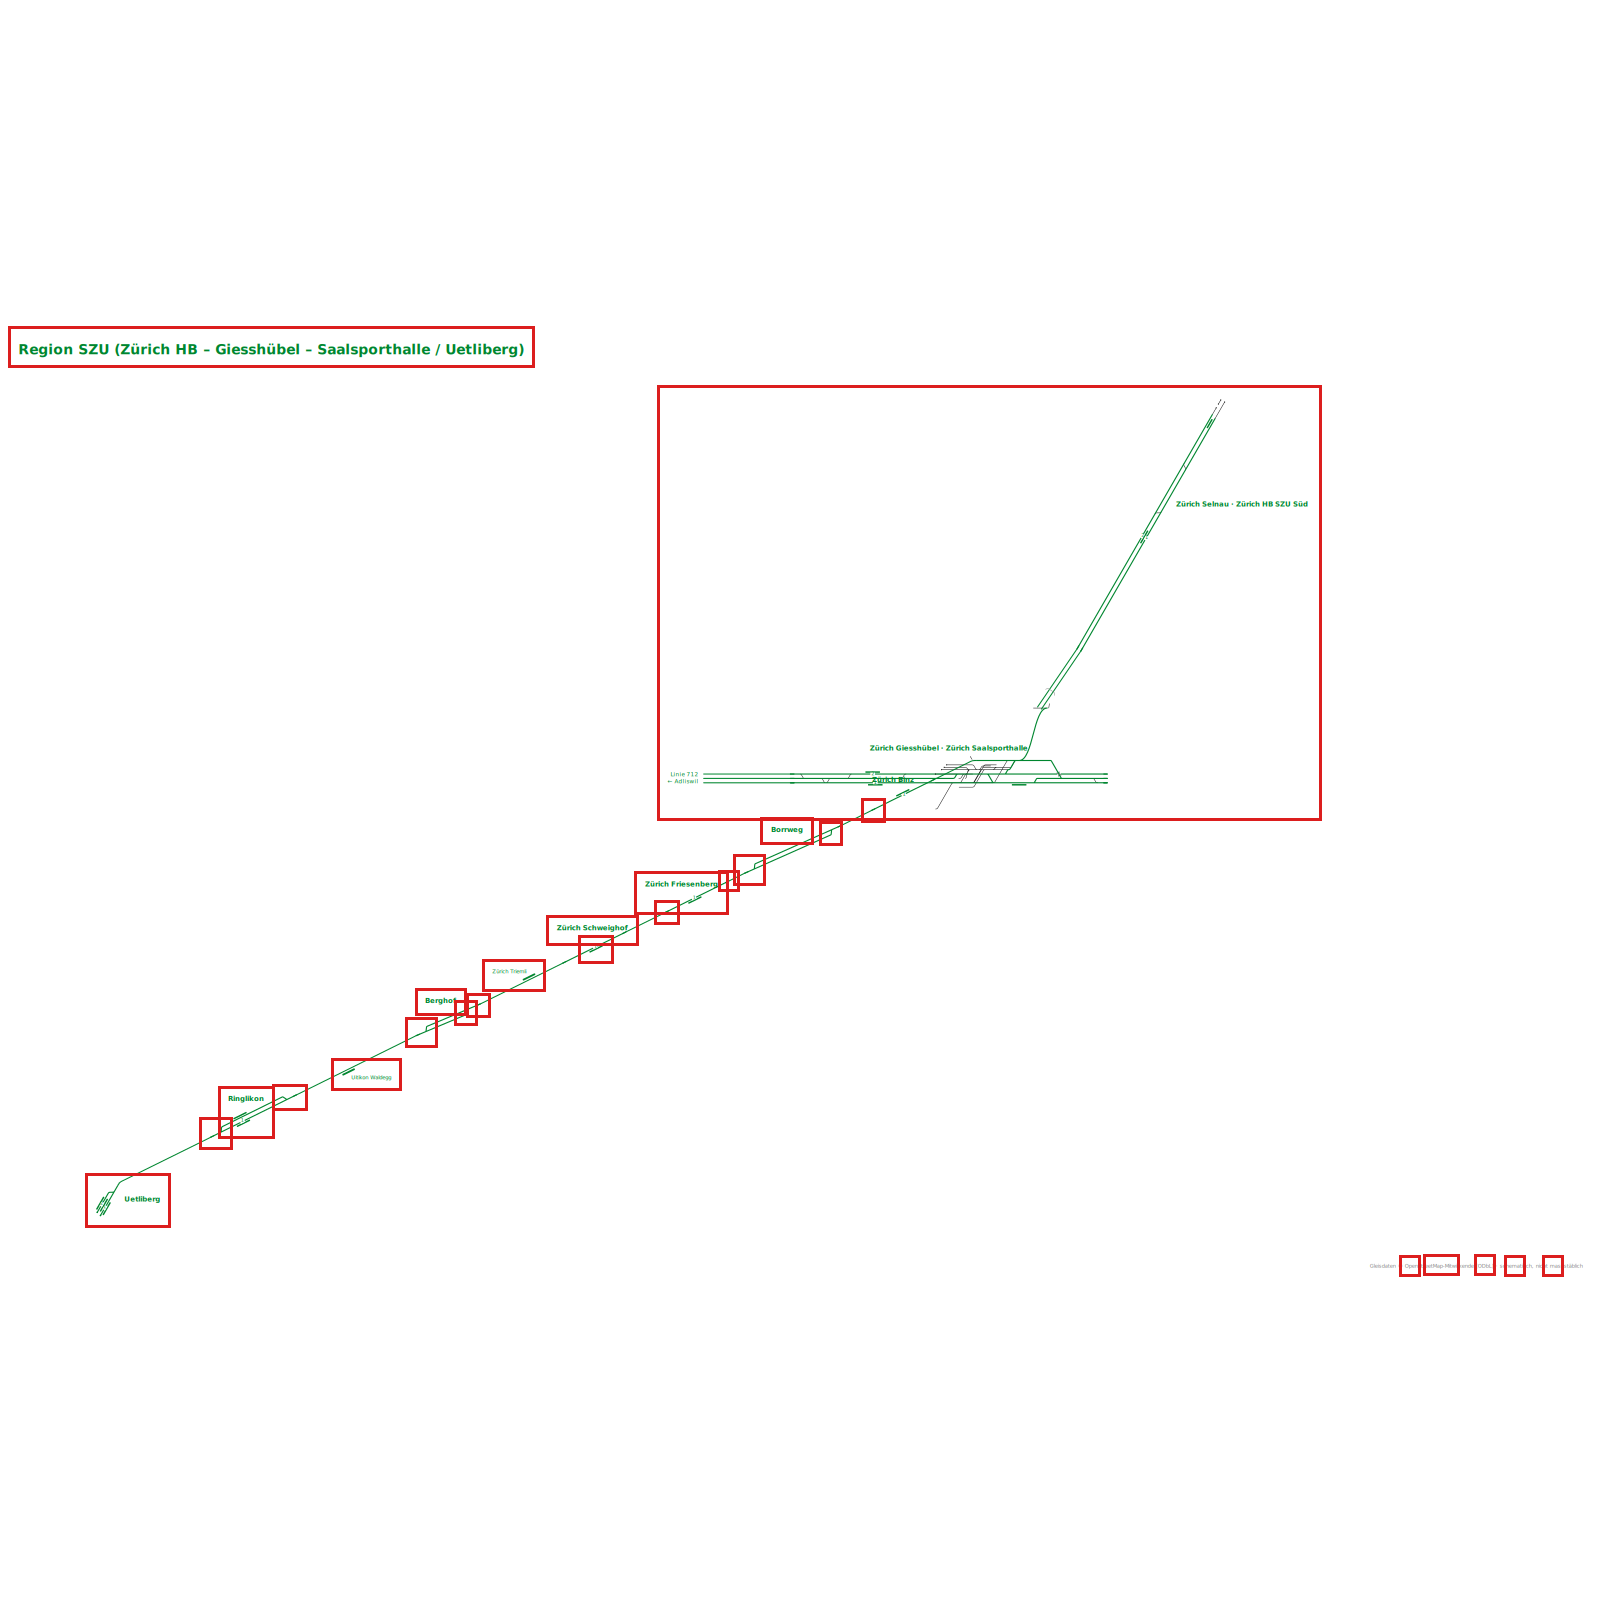 Region SZU (Zürich HB – Giesshübel – Saalsporthalle / Uetliberg)
Zürich Selnau · Zürich HB SZU Süd
Zürich Giesshübel · Zürich Saalsporthalle
Linie 712
← Adliswil
Zürich Binz
Borrweg
Zürich Friesenberg
Zürich Schweighof
Zürich Triemli
Berghof
Uitikon Waldegg
Ringlikon
Uetliberg
Gleisdaten